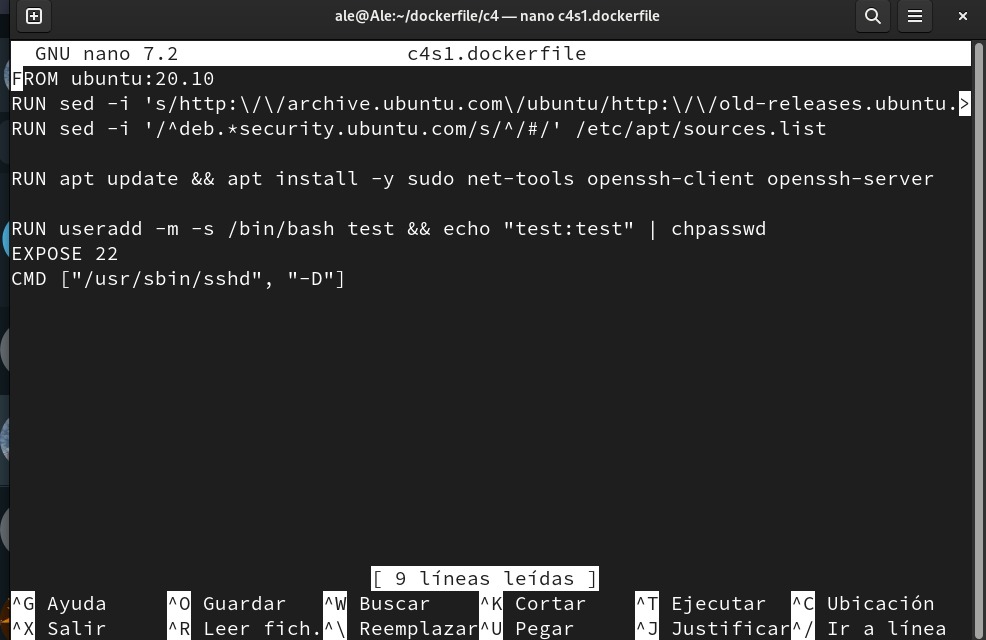 ale@Ale:~/dockerfile/c4 — nano c4s1.dockerfile
GNU nano 7.2 c4s1.dockerfile
FROM ubuntu:20.10
RUN sed -i 's/http:\/\/archive.ubuntu.com\/ubuntu/http:\/\/old-releases.ubuntu.>
RUN sed -i '/^deb.*security.ubuntu.com/s/^/#/' /etc/apt/sources.list
RUN apt update && apt install -y sudo net-tools openssh-client openssh-server
RUN useradd -m -s /bin/bash test && echo "test:test" | chpasswd
EXPOSE 22
CMD ["/usr/sbin/sshd", "-D"]
[ 9 líneas leídas ]
^G Ayuda ^O Guardar ^W Buscar ^K Cortar ^T Ejecutar ^C Ubicación
^X Salir ^R Leer fich. ^\ Reemplazar ^U Pegar ^J Justificar ^/ Ir a línea